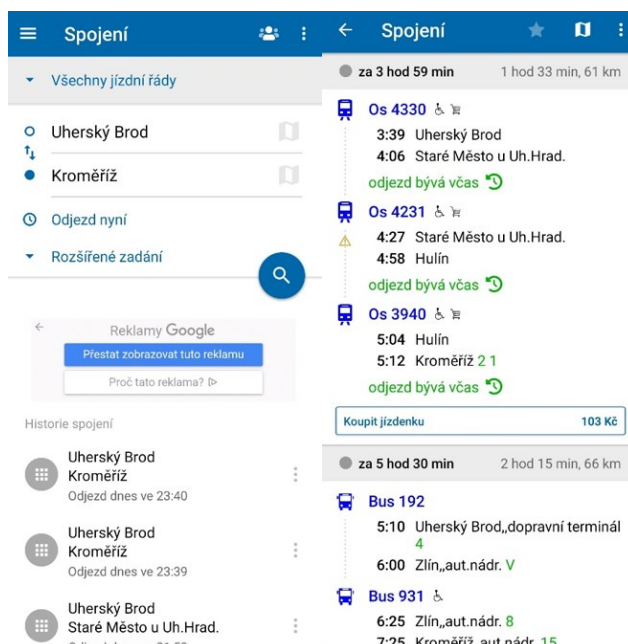 Spojení
Všechny jízdní řády
Uherský Brod
Kroměříž
Odjezd nyní
Rozšířené zadání
Reklamy Google
Přestat zobrazovat tuto reklamu
Proč tato reklama?
Historie spojení
Uherský Brod
Kroměříž
Odjezd dnes ve 23:40
Uherský Brod
Kroměříž
Odjezd dnes ve 23:39
Uherský Brod
Staré Město u Uh.Hrad.
Spojení
za 3 hod 59 min 1 hod 33 min, 61 km
Os 4330
3:39 Uherský Brod
4:06 Staré Město u Uh.Hrad.
odjezd bývá včas
Os 4231
4:27 Staré Město u Uh.Hrad.
4:58 Hulín
odjezd bývá včas
Os 3940
5:04 Hulín
5:12 Kroměříž 2 1
odjezd bývá včas
Koupit jízdenku 103 Kč
za 5 hod 30 min 2 hod 15 min, 66 km
Bus 192
5:10 Uherský Brod,,dopravní terminál
4
6:00 Zlín,,aut.nádr. V
Bus 931
6:25 Zlín,,aut.nádr. 8
7:25 Kroměříž,,aut.nádr. 15